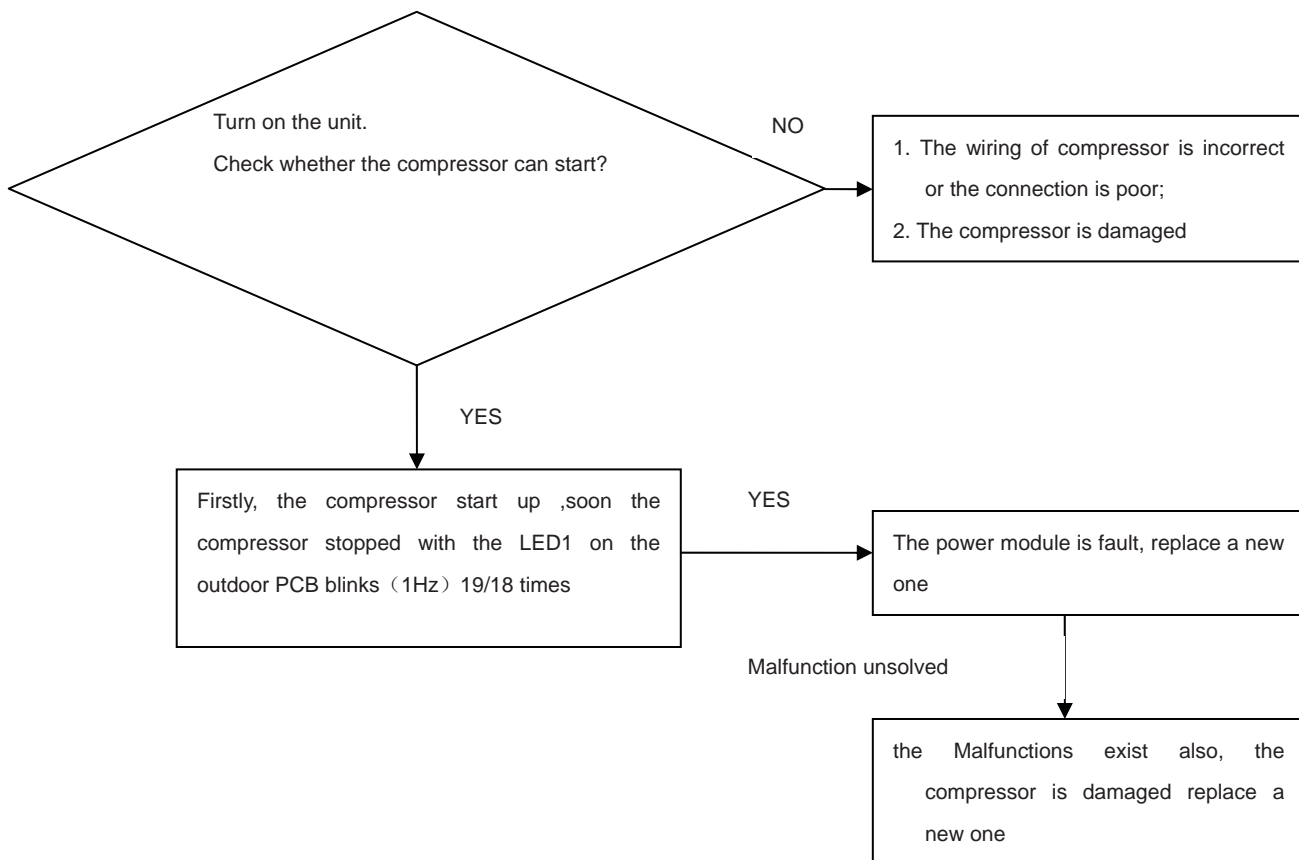 Turn on the unit.
Check whether the compressor can start?
NO
1. The wiring of compressor is incorrect
or the connection is poor;
2. The compressor is damaged
YES
Firstly, the compressor start up ,soon the
compressor stopped with the LED1 on the
outdoor PCB blinks（1Hz）19/18 times
YES
The power module is fault, replace a new
one
Malfunction unsolved
the Malfunctions exist also, the
compressor is damaged replace a
new one